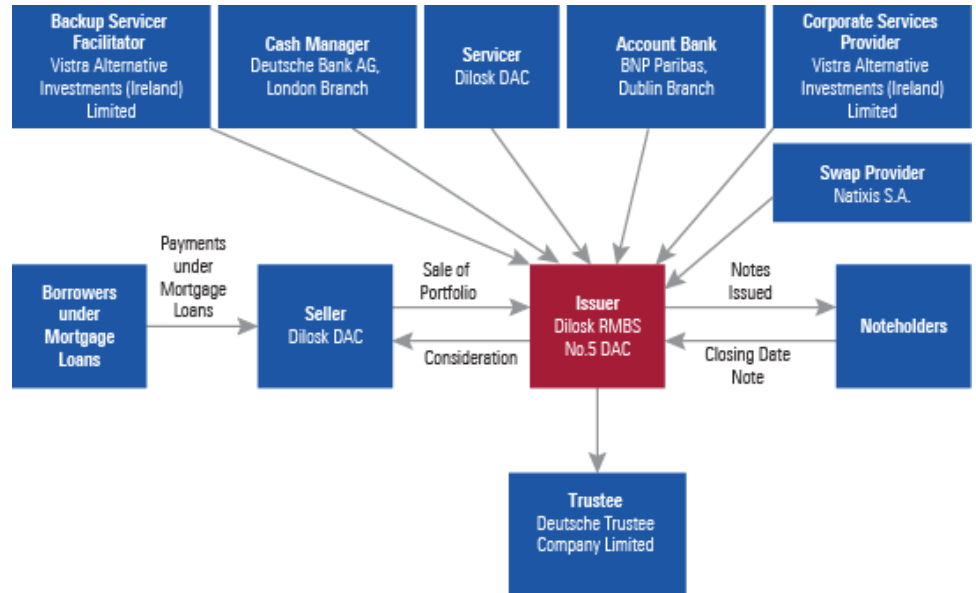 Backup Servicer
Facilitator
Vistra Alternative
Investments (Ireland)
Limited
Cash Manager
Deutsche Bank AG,
London Branch
Servicer
Dilosk DAC
Account Bank
BNP Paribas,
Dublin Branch
Corporate Services
Provider
Vistra Alternative
Investments (Ireland)
Limited
Swap Provider
Natixis S.A.
Borrowers
under
Mortgage
Loans
Payments
under
Mortgage
Loans
Seller
Dilosk DAC
Sale of
Portfolio
Consideration
Issuer
Dilosk RMBS
No.5 DAC
Notes
Issued
Closing Date
Note
Noteholders
Trustee
Deutsche Trustee
Company Limited